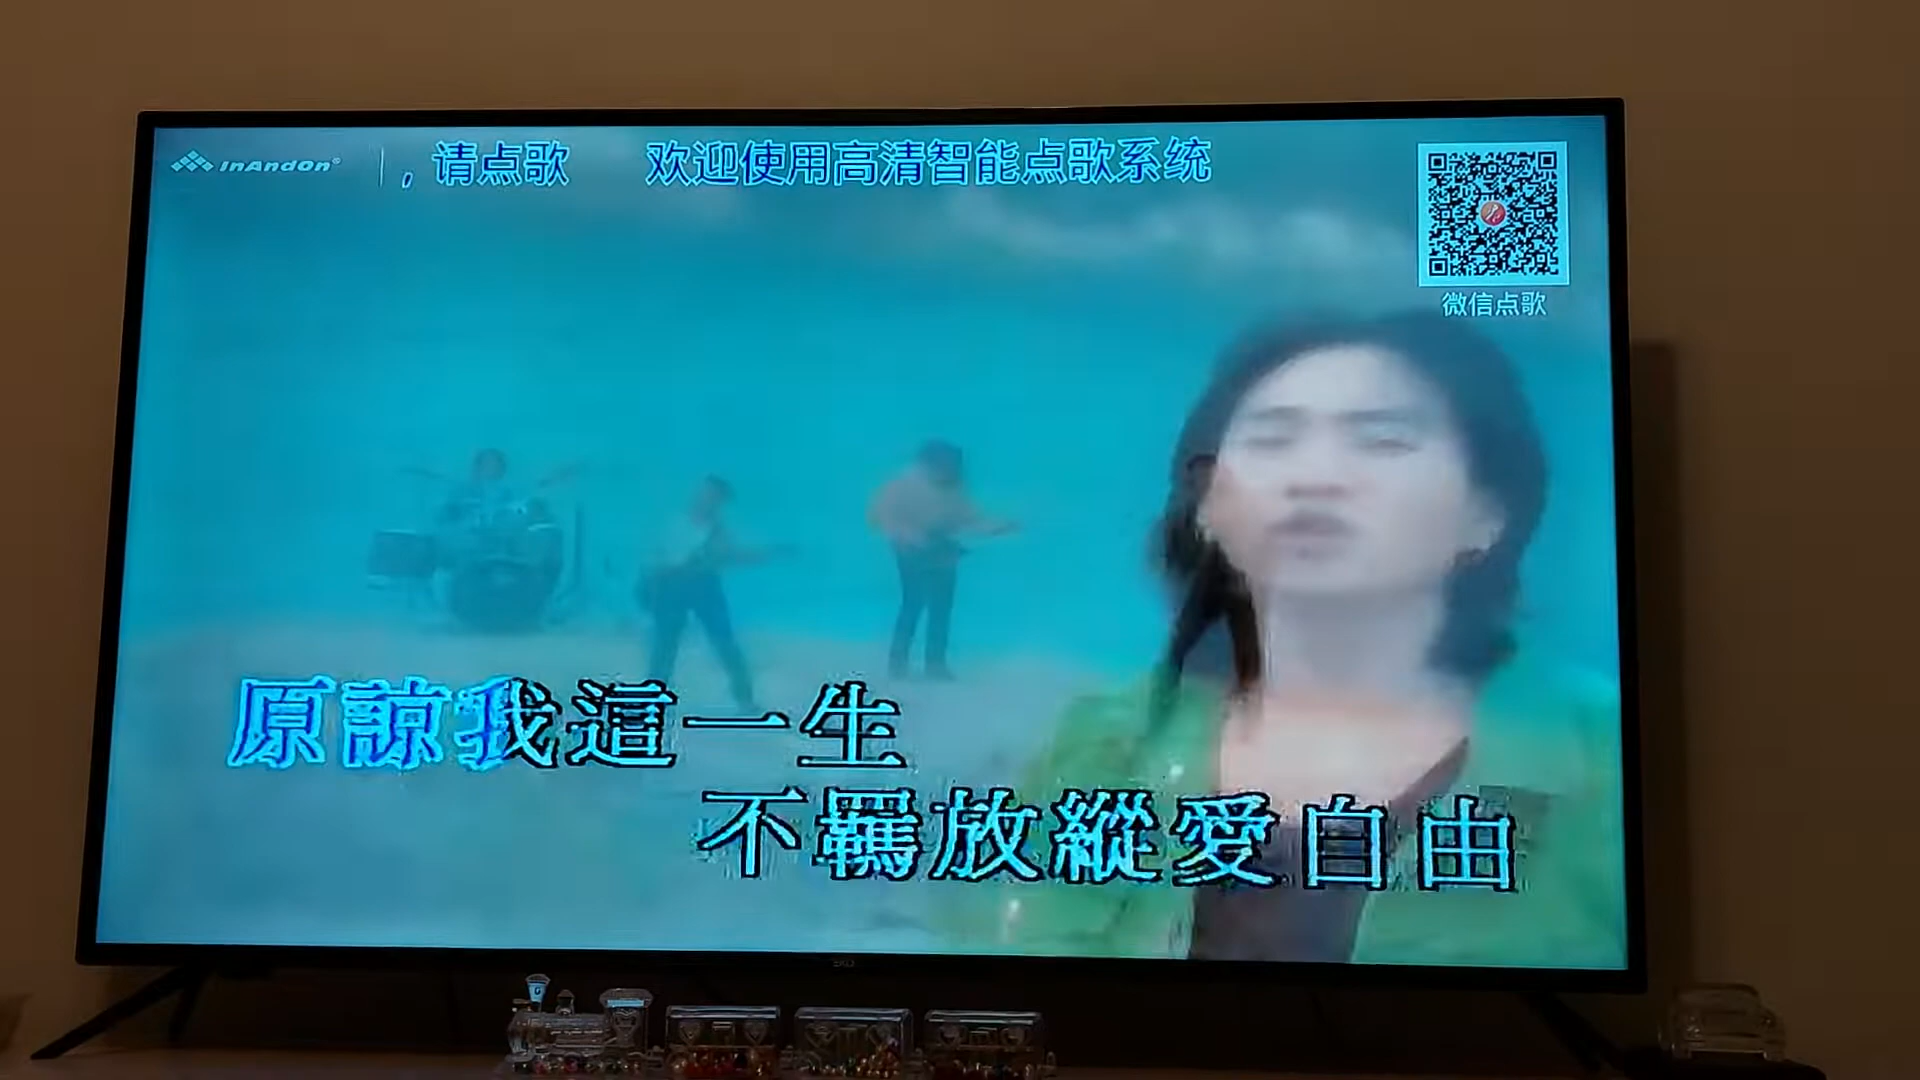 InAndOn®
，请点歌 欢迎使用高清智能点歌系统
微信点歌
原諒我這一生
不羈放縱愛自由